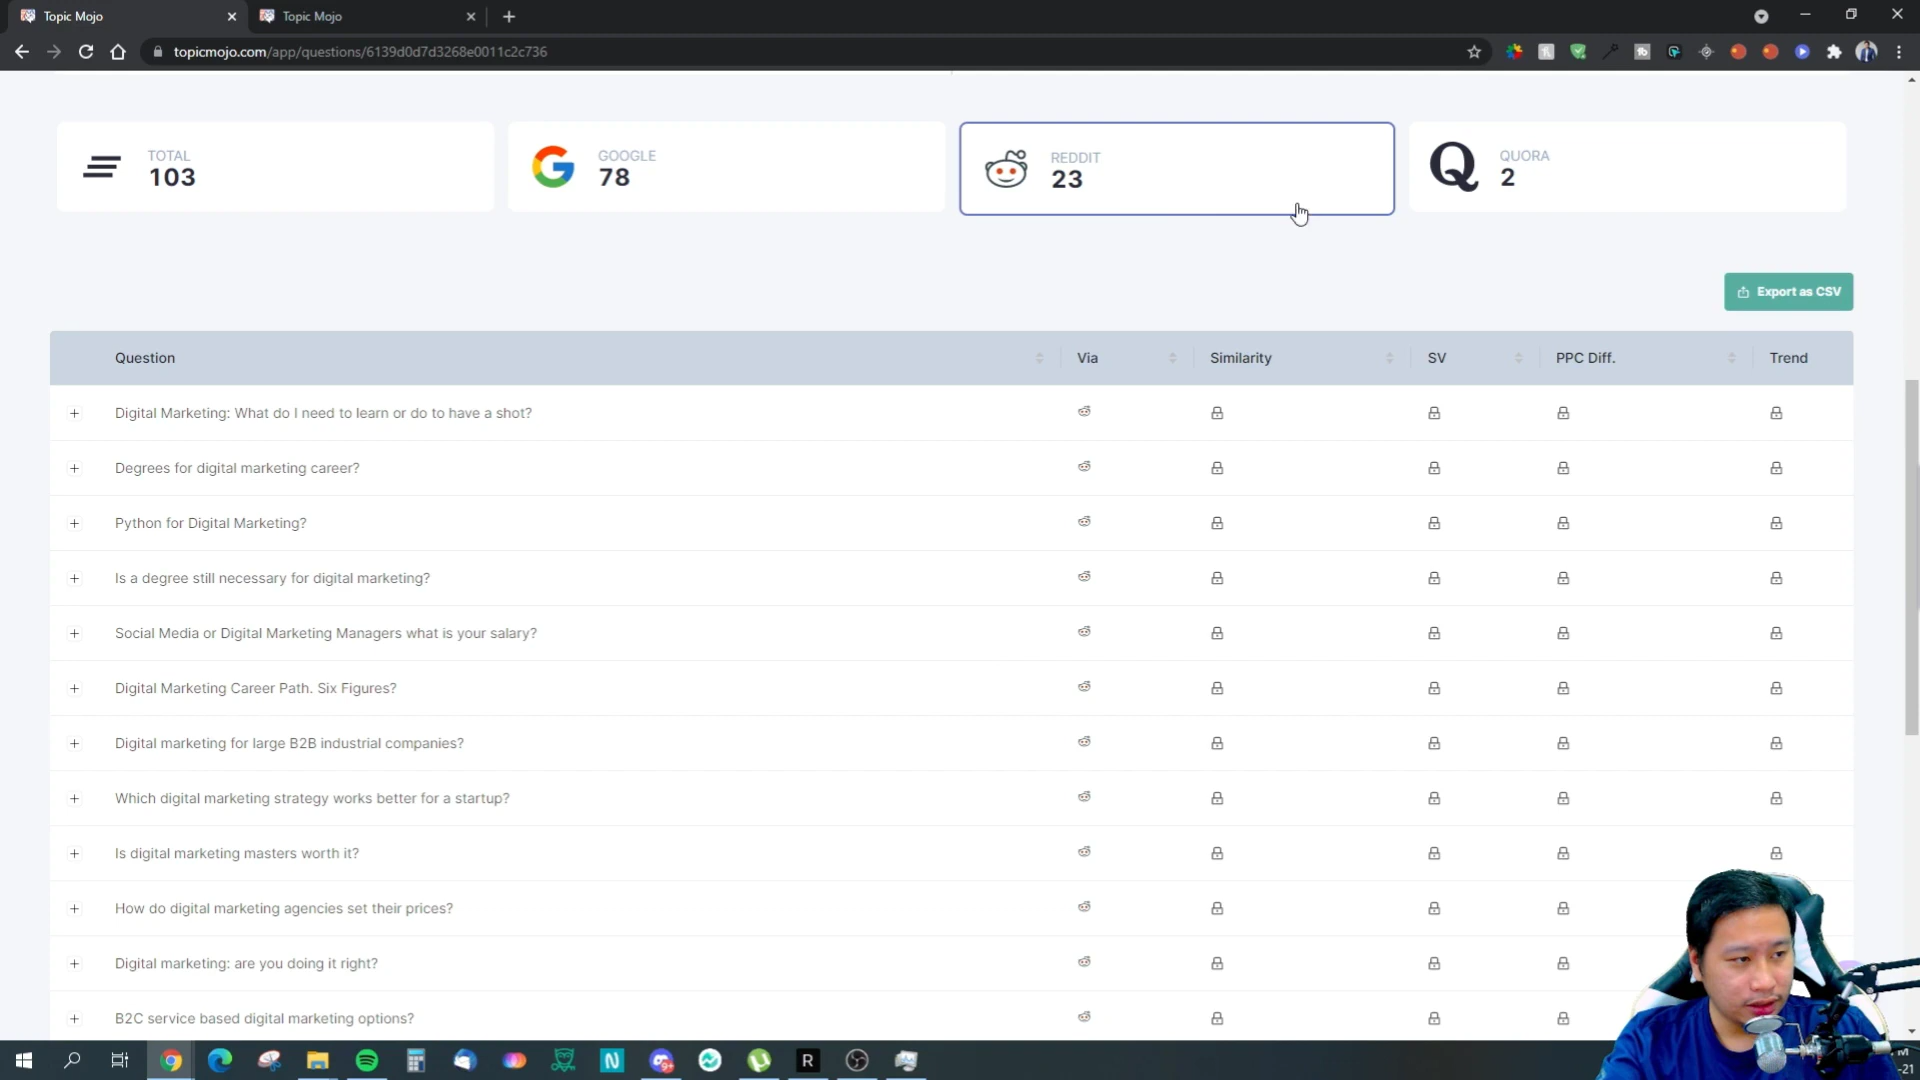 Topic Mojo
Topic Mojo
topicmojo.com/app/questions/6139d0d7d3268e0011c2c736
TOTAL
103
GOOGLE
78
REDDIT
23
QUORA
2
Export as CSV
Question Via Similarity SV PPC Diff. Trend
Digital Marketing: What do I need to learn or do to have a shot?
Degrees for digital marketing career?
Python for Digital Marketing?
Is a degree still necessary for digital marketing?
Social Media or Digital Marketing Managers what is your salary?
Digital Marketing Career Path. Six Figures?
Digital marketing for large B2B industrial companies?
Which digital marketing strategy works better for a startup?
Is digital marketing masters worth it?
How do digital marketing agencies set their prices?
Digital marketing: are you doing it right?
B2C service based digital marketing options?